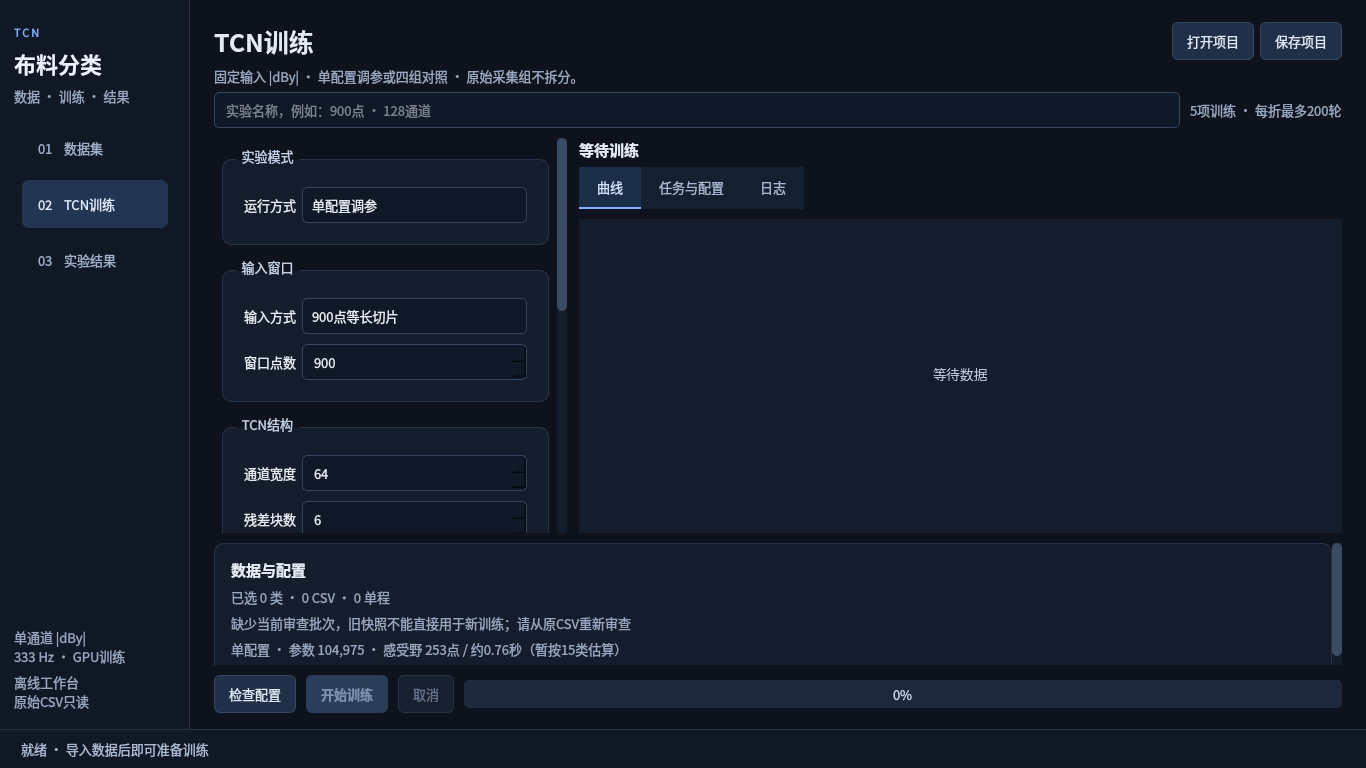 TCN
布料分类
数据 · 训练 · 结果
01 数据集
02 TCN训练
03 实验结果
单通道 |dBy|
333 Hz · GPU训练
离线工作台
原始CSV只读
TCN训练
打开项目
保存项目
固定输入 |dBy| · 单配置调参或四组对照 · 原始采集组不拆分。
实验名称，例如：900点 · 128通道
5项训练 · 每折最多200轮
实验模式
运行方式 单配置调参
输入窗口
输入方式 900点等长切片
窗口点数 900
TCN结构
通道宽度 64
残差块数 6
等待训练
曲线 任务与配置 日志
等待数据
数据与配置
已选 0 类 · 0 CSV · 0 单程
缺少当前审查批次，旧快照不能直接用于新训练；请从原CSV重新审查
单配置 · 参数 104,975 · 感受野 253点 / 约0.76秒（暂按15类估算）
检查配置 开始训练 取消 0%
就绪 · 导入数据后即可准备训练